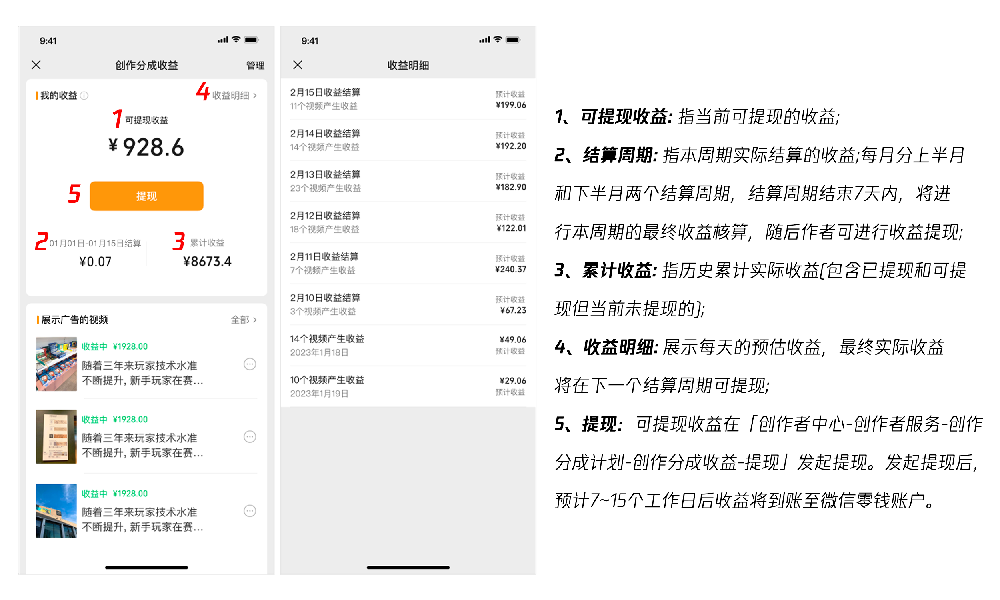 9:41
创作分成收益
管理
我的收益
4
收益明细
1
可提现收益
¥928.6
5
提现
2
01月01日-01月15日结算
¥0.07
3
累计收益
¥8673.4
展示广告的视频
全部
收益中 ¥1928.00
随着三年来玩家技术水准
不断提升, 新手玩家在赛...
收益中 ¥1928.00
随着三年来玩家技术水准
不断提升, 新手玩家在赛...
收益中 ¥1928.00
随着三年来玩家技术水准
不断提升, 新手玩家在赛...
9:41
收益明细
2月15日收益结算
预计收益
11个视频产生收益
¥199.06
2月14日收益结算
预计收益
14个视频产生收益
¥192.20
2月13日收益结算
预计收益
23个视频产生收益
¥182.90
2月12日收益结算
预计收益
18个视频产生收益
¥122.01
2月11日收益结算
预计收益
7个视频产生收益
¥240.37
2月10日收益结算
预计收益
3个视频产生收益
¥67.23
14个视频产生收益
¥49.06
2023年1月18日
预计收益
10个视频产生收益
¥29.06
2023年1月19日
预计收益
1、可提现收益: 指当前可提现的收益;
2、结算周期: 指本周期实际结算的收益;每月分上半月
和下半月两个结算周期，结算周期结束7天内，将进
行本周期的最终收益核算，随后作者可进行收益提现;
3、累计收益: 指历史累计实际收益(包含已提现和可提
现但当前未提现的);
4、收益明细: 展示每天的预估收益，最终实际收益
将在下一个结算周期可提现;
5、提现：可提现收益在「创作者中心-创作者服务-创作
分成计划-创作分成收益-提现」发起提现。发起提现后,
预计7~15个工作日后收益将到账至微信零钱账户。